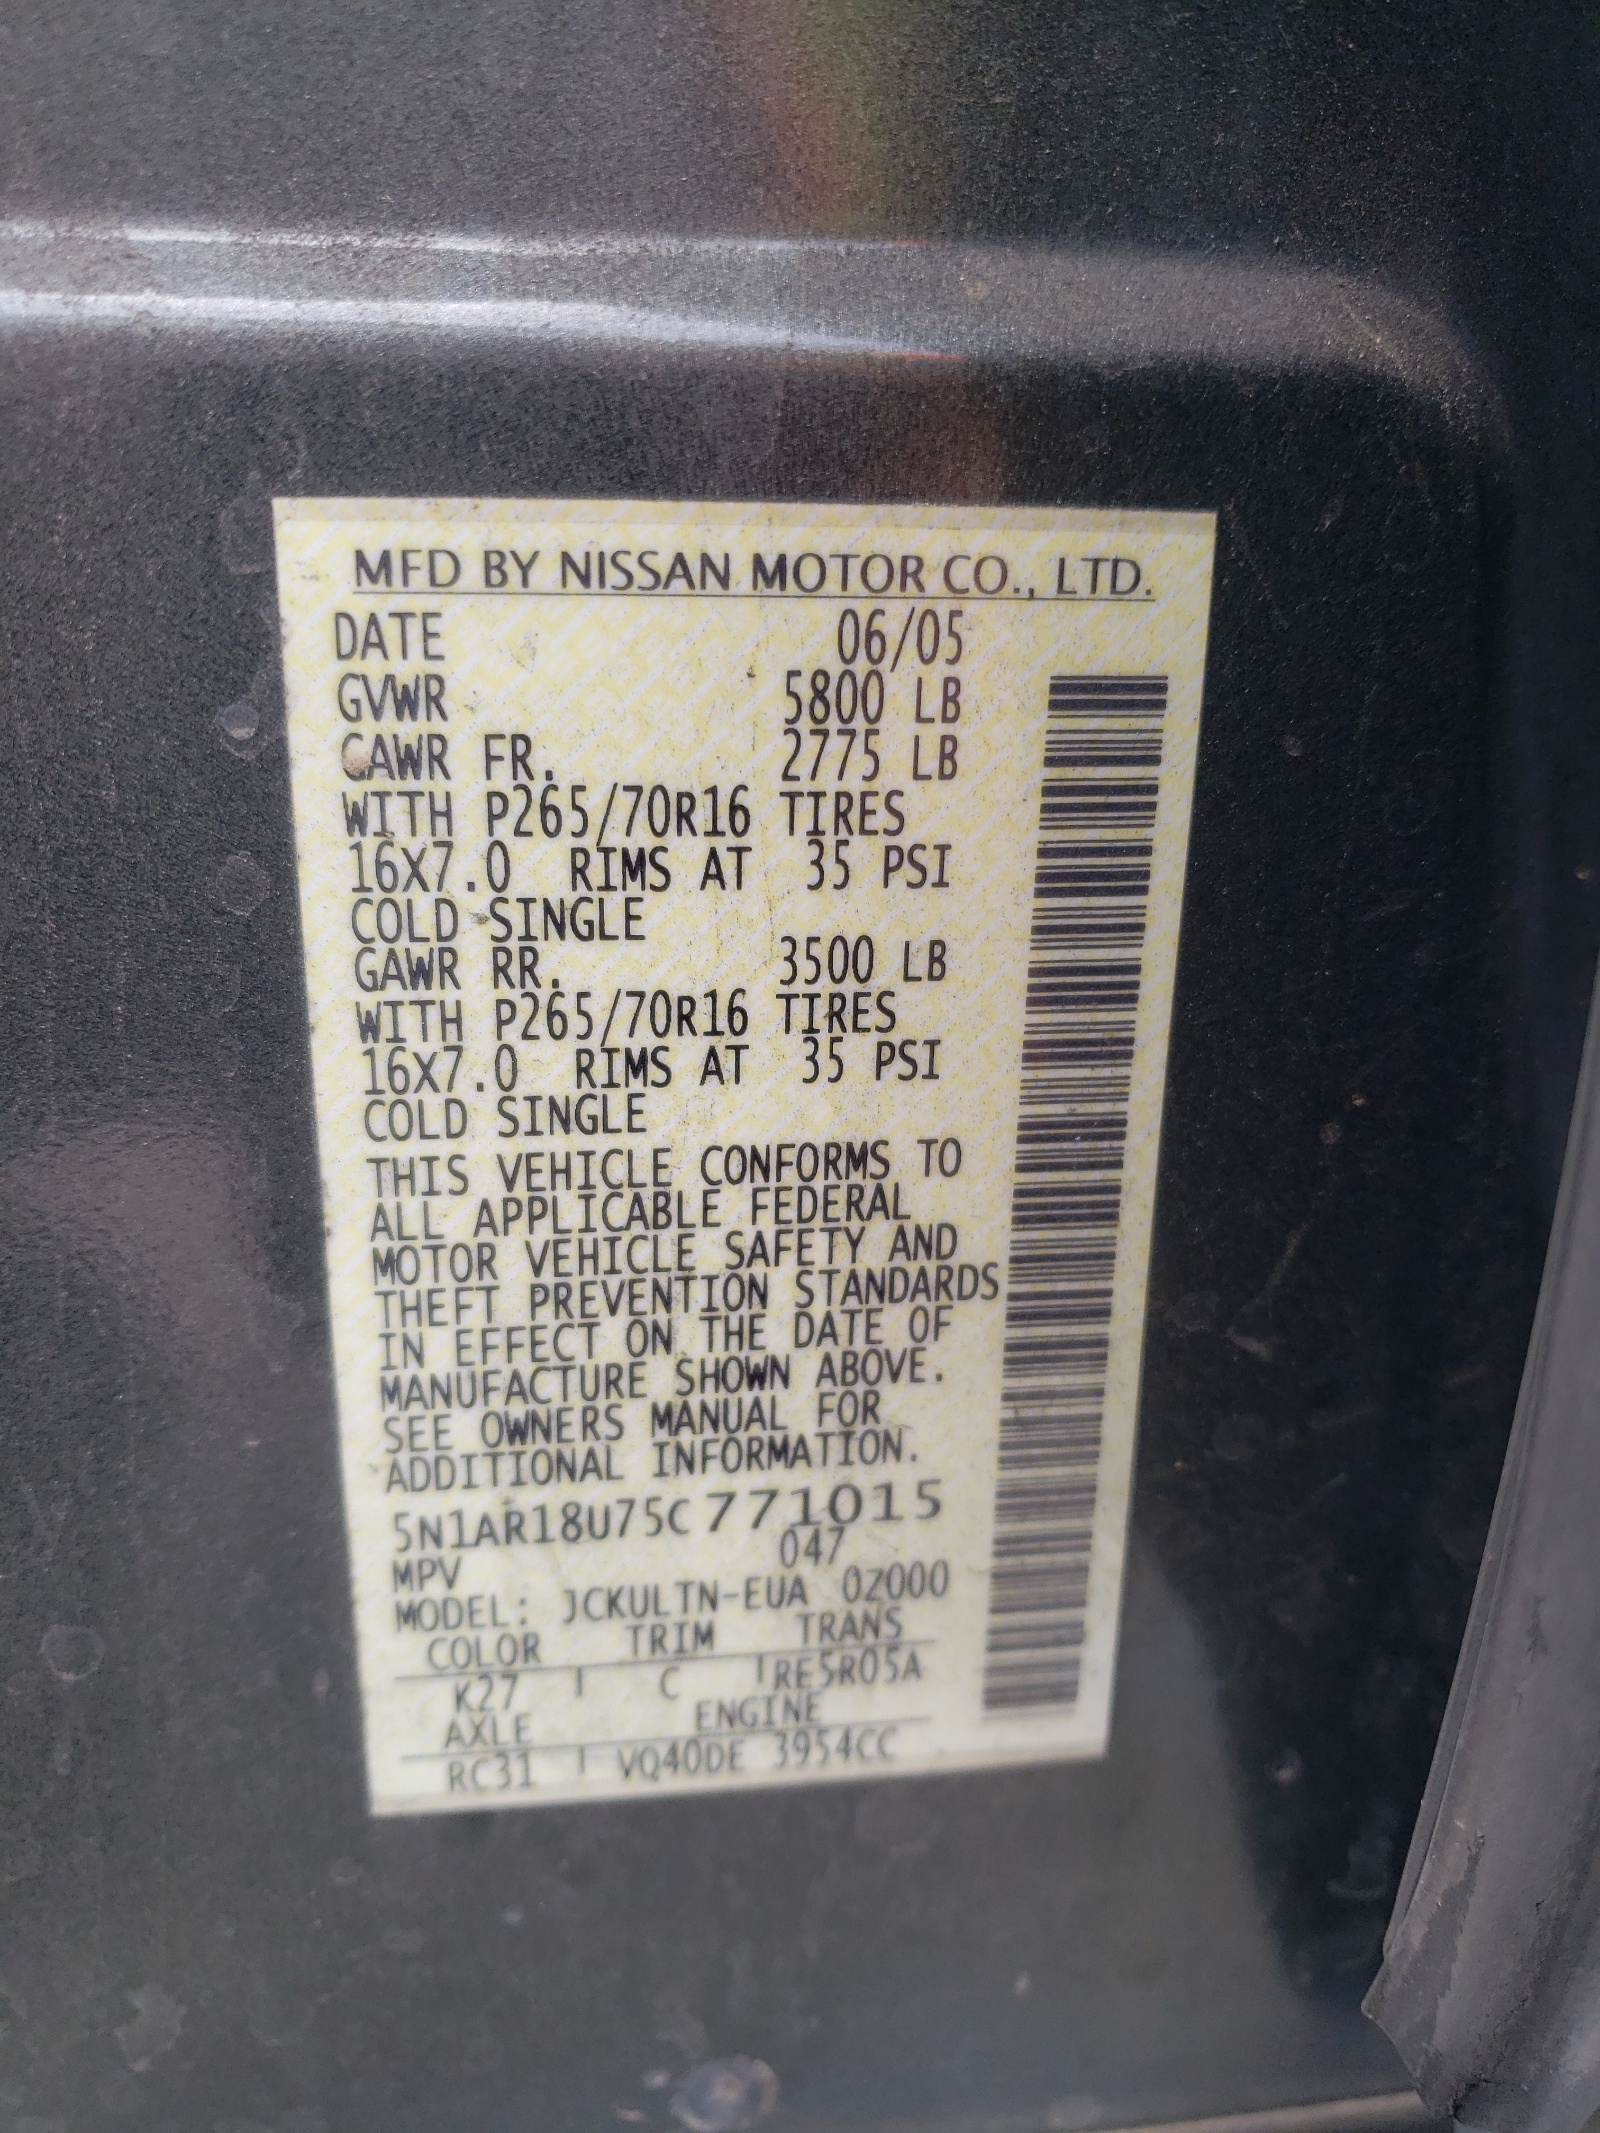 MFD BY NISSAN MOTOR CO., LTD.
DATE 06/05
GVWR 5800 LB
GAWR FR. 2775 LB
WITH P265/70R16 TIRES
16X7.0 RIMS AT 35 PSI
COLD SINGLE
GAWR RR. 3500 LB
WITH P265/70R16 TIRES
16X7.0 RIMS AT 35 PSI
COLD SINGLE
THIS VEHICLE CONFORMS TO
ALL APPLICABLE FEDERAL
MOTOR VEHICLE SAFETY AND
THEFT PREVENTION STANDARDS
IN EFFECT ON THE DATE OF
MANUFACTURE SHOWN ABOVE.
SEE OWNERS MANUAL FOR
ADDITIONAL INFORMATION.
5N1AR18U75C771015
MPV 047
MODEL: JCKULTN-EUA 0Z000
COLOR TRIM TRANS
K27 C RE5R05A
AXLE ENGINE
RC31 VQ40DE 3954CC